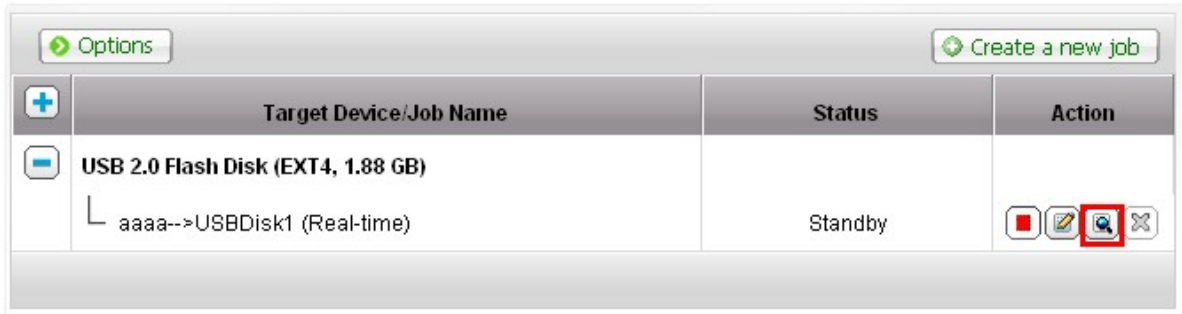 Options
Create a new job
Target Device/Job Name Status Action
USB 2.0 Flash Disk (EXT4, 1.88 GB)
aaaa-->USBDisk1 (Real-time) Standby